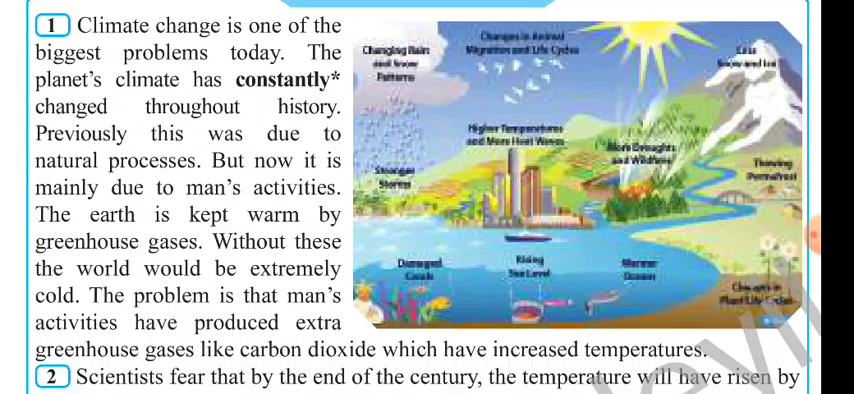 1 Climate change is one of the
biggest problems today. The
planet's climate has constantly*
changed throughout history.
Previously this was due to
natural processes. But now it is
mainly due to man's activities.
The earth is kept warm by
greenhouse gases. Without these
the world would be extremely
cold. The problem is that man's
activities have produced extra
greenhouse gases like carbon dioxide which have increased temperatures.
2 Scientists fear that by the end of the century, the temperature will have risen by
Changing Rain
and Snow
Patterns
Changes in Animal
Migration and Life Cycles
Less
Snow and Ice
Higher Temperatures
and More Heat Waves
More Droughts
and Wildfires
Stronger
Storms
Thawing
Permafrost
Damaged
Corals
Rising
Sea Level
Warmer
Oceans
Changes in
Plant Life Cycles